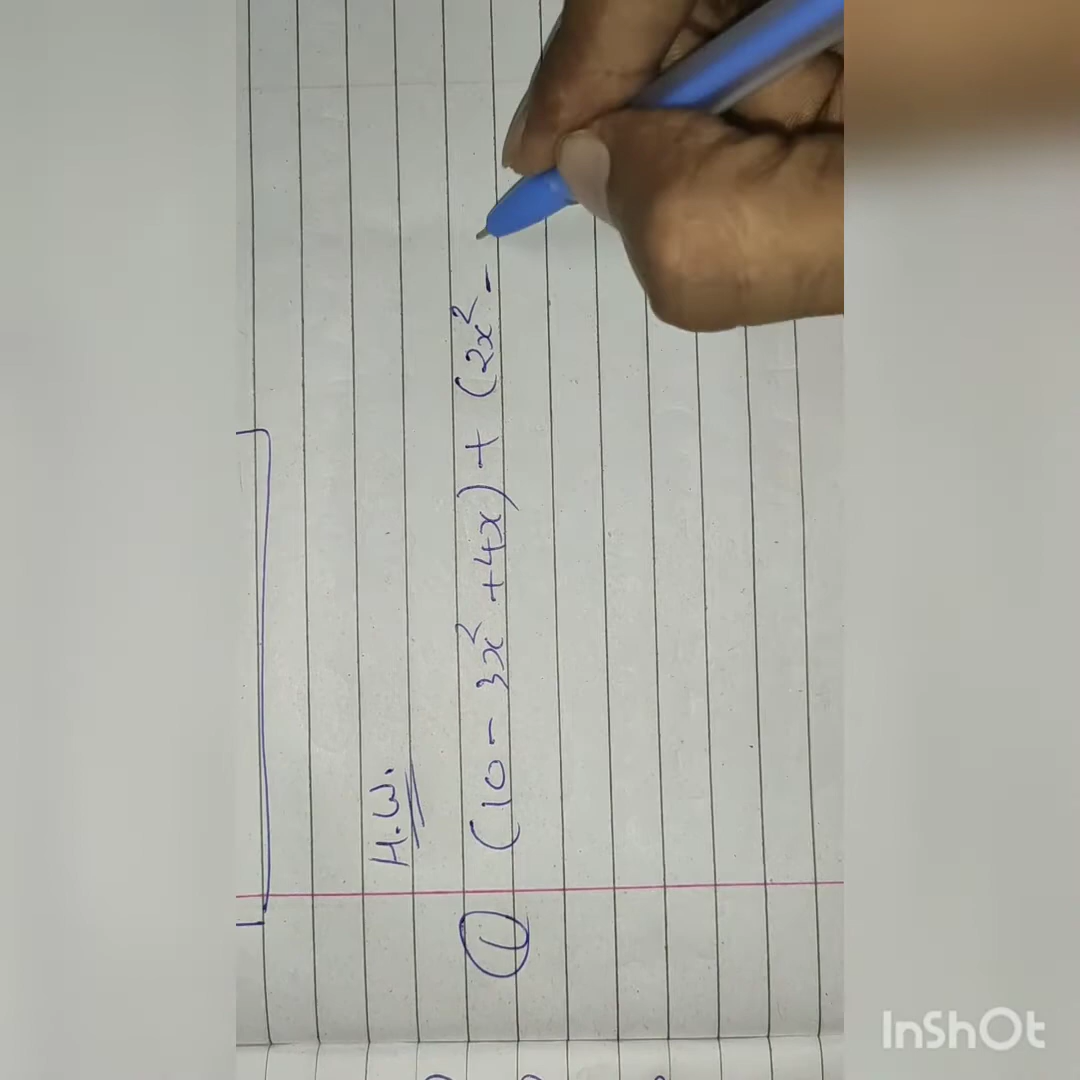 H.W.
① (10 - 3x² + 4x) + (2x² -
InShOt